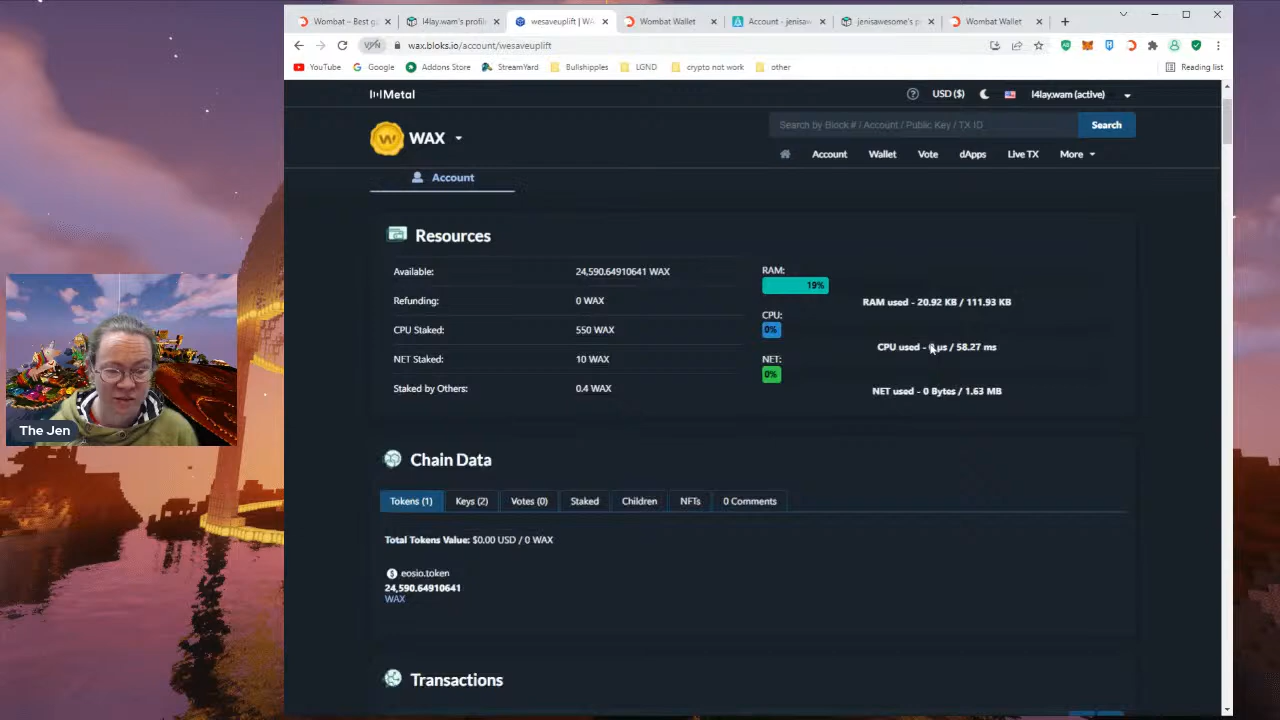 Wombat – Best g
l4lay.wam's profil
wesaveuplift | WA
Wombat Wallet
Account - jenisaw
jenisawesome's p
Wombat Wallet
VPN
wax.bloks.io/account/wesaveuplift
YouTube
Google
Addons Store
StreamYard
Bullshipples
LGND
crypto not work
other
Reading list
Metal
USD ($)
l4lay.wam (active)
WAX
Search by Block # / Account / Public Key / TX ID
Search
Account
Wallet
Vote
dApps
Live TX
More
Account
Resources
Available: 24,590.64910641 WAX
Refunding: 0 WAX
CPU Staked: 550 WAX
NET Staked: 10 WAX
Staked by Others: 0.4 WAX
RAM:
19%
RAM used - 20.92 KB / 111.93 KB
CPU:
0%
CPU used - 0 µs / 58.27 ms
NET:
0%
NET used - 0 Bytes / 1.63 MB
The Jen
Chain Data
Tokens (1)
Keys (2)
Votes (0)
Staked
Children
NFTs
0 Comments
Total Tokens Value: $0.00 USD / 0 WAX
eosio.token
24,590.64910641
WAX
Transactions